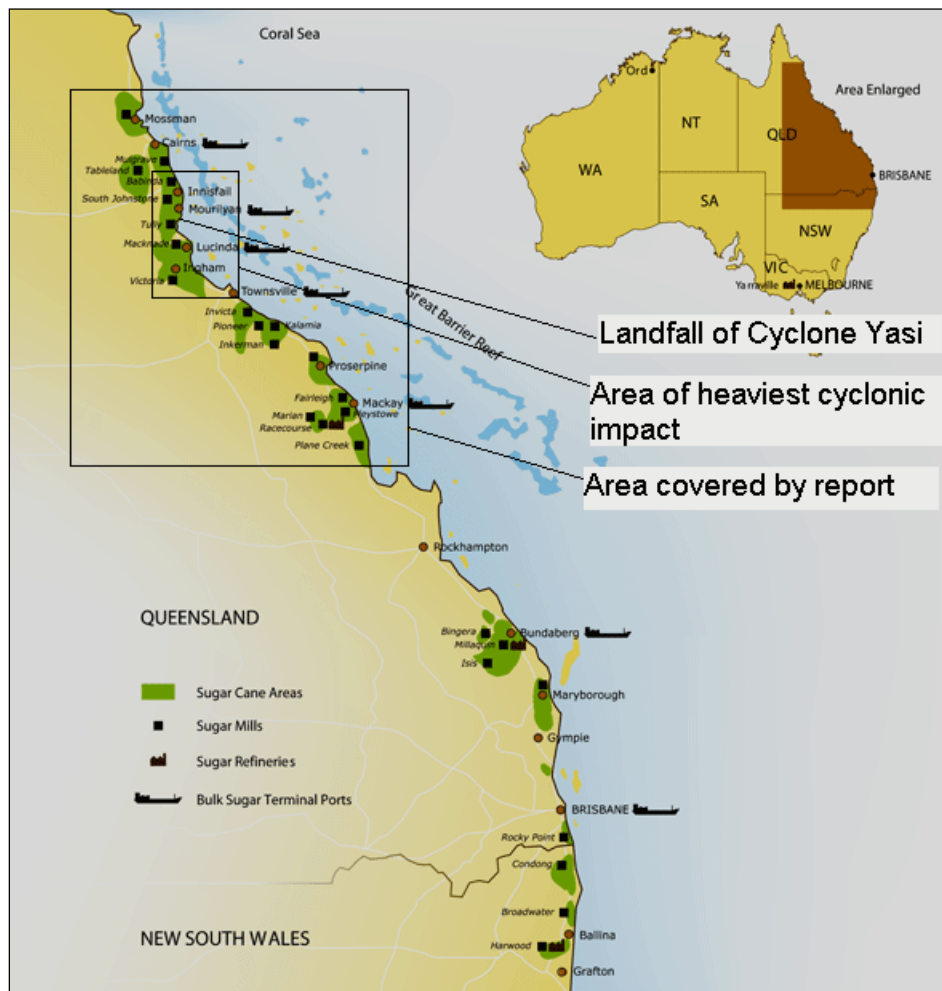 Coral Sea
Ord
Area Enlarged
NT
QLD
WA
BRISBANE
SA
NSW
VIC
Yarraville
MELBOURNE
Mossman
Cairns
Mulgrave
Tableland
Babinda
Innisfail
South Johnstone
Mourilyan
Tully
Macknade
Lucinda
Ingham
Victoria
Townsville
Great Barrier Reef
Invicta
Pioneer
Kalamia
Inkerman
Landfall of Cyclone Yasi
Proserpine
Area of heaviest cyclonic
impact
Fairleigh
Mackay
Marian
Racecourse
Plane Creek
Area covered by report
Rockhampton
QUEENSLAND
Bingera
Bundaberg
Millaquin
Isis
Sugar Cane Areas
Maryborough
Sugar Mills
Gympie
Sugar Refineries
Bulk Sugar Terminal Ports
BRISBANE
Rocky Point
Condong
Broadwater
NEW SOUTH WALES
Ballina
Harwood
Grafton